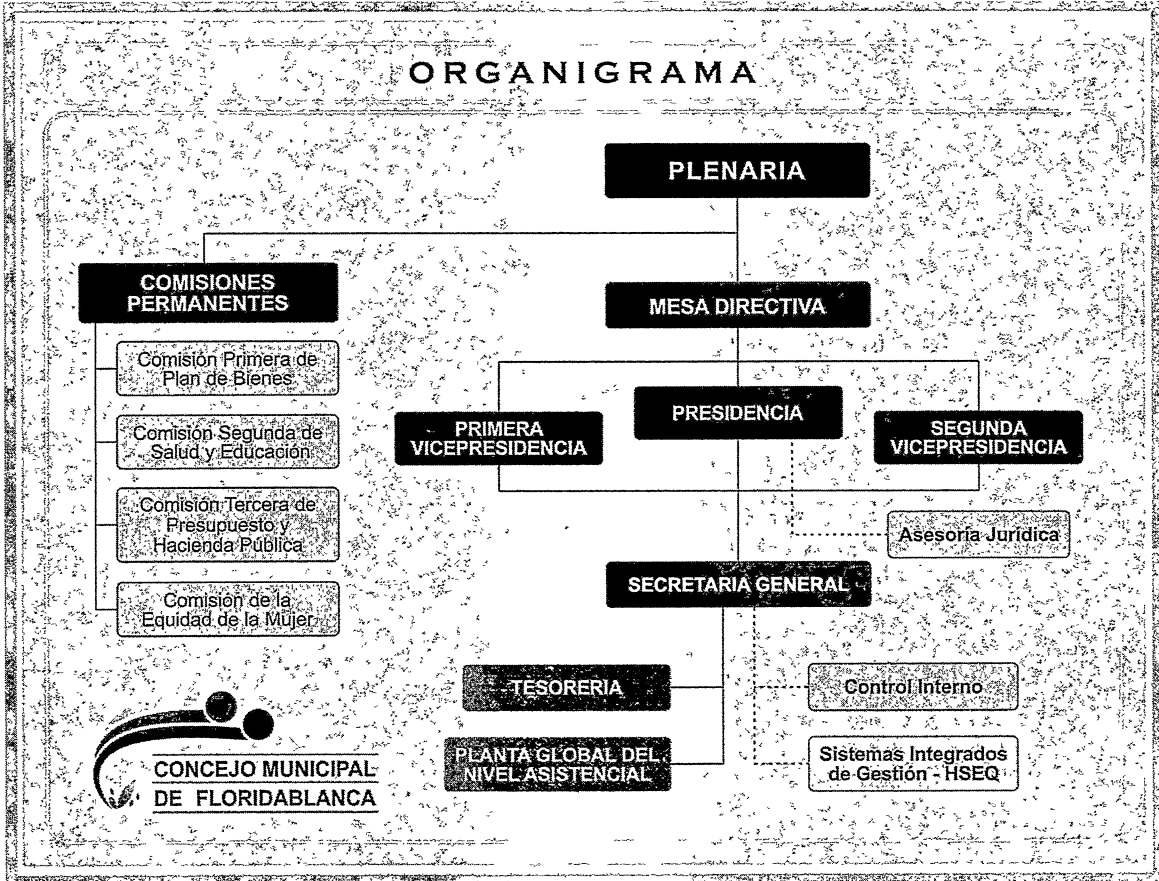 ORGANIGRAMA
PLENARIA
COMISIONES
PERMANENTES
Comisión Primera de
Plan de Bienes
Comisión Segunda de
Salud y Educación
Comisión Tercera de
Presupuesto y
Hacienda Pública
Comisión de la
Equidad de la Mujer
MESA DIRECTIVA
PRIMERA
VICEPRESIDENCIA
PRESIDENCIA
SEGUNDA
VICEPRESIDENCIA
Asesoría Jurídica
SECRETARIA GENERAL
TESORERIA
PLANTA GLOBAL DEL
NIVEL ASISTENCIAL
Control Interno
Sistemas Integrados
de Gestión - HSEQ
CONCEJO MUNICIPAL
DE FLORIDABLANCA